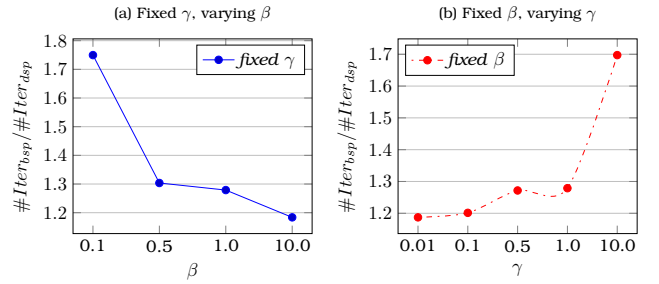 (a) Fixed γ, varying β
#Iter_bsp/#Iter_dsp
1.8
1.7
1.6
1.5
1.4
1.3
1.2
fixed γ
0.1 0.5 1.0 10.0
β
(b) Fixed β, varying γ
#Iter_bsp/#Iter_dsp
1.7
1.6
1.5
1.4
1.3
1.2
fixed β
0.01 0.1 0.5 1.0 10.0
γ